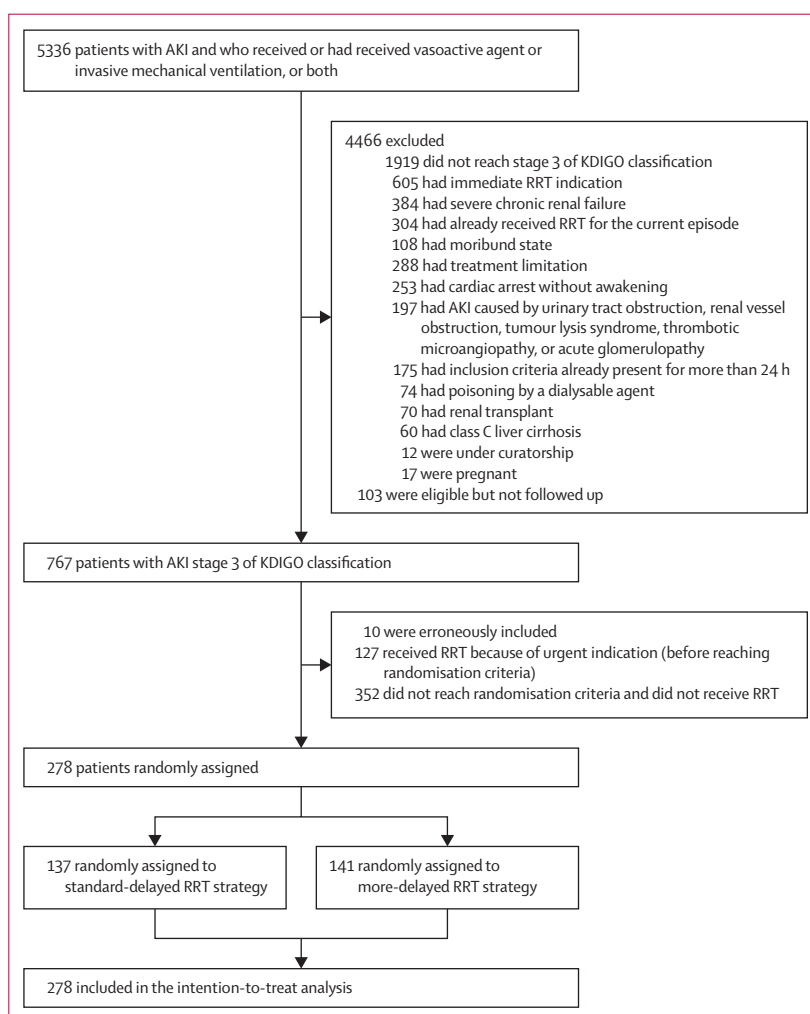 5336 patients with AKI and who received or had received vasoactive agent or
invasive mechanical ventilation, or both
4466 excluded
1919 did not reach stage 3 of KDIGO classification
605 had immediate RRT indication
384 had severe chronic renal failure
304 had already received RRT for the current episode
108 had moribund state
288 had treatment limitation
253 had cardiac arrest without awakening
197 had AKI caused by urinary tract obstruction, renal vessel
obstruction, tumour lysis syndrome, thrombotic
microangiopathy, or acute glomerulopathy
175 had inclusion criteria already present for more than 24 h
74 had poisoning by a dialysable agent
70 had renal transplant
60 had class C liver cirrhosis
12 were under curatorship
17 were pregnant
103 were eligible but not followed up
767 patients with AKI stage 3 of KDIGO classification
10 were erroneously included
127 received RRT because of urgent indication (before reaching
randomisation criteria)
352 did not reach randomisation criteria and did not receive RRT
278 patients randomly assigned
137 randomly assigned to
standard-delayed RRT strategy
141 randomly assigned to
more-delayed RRT strategy
278 included in the intention-to-treat analysis